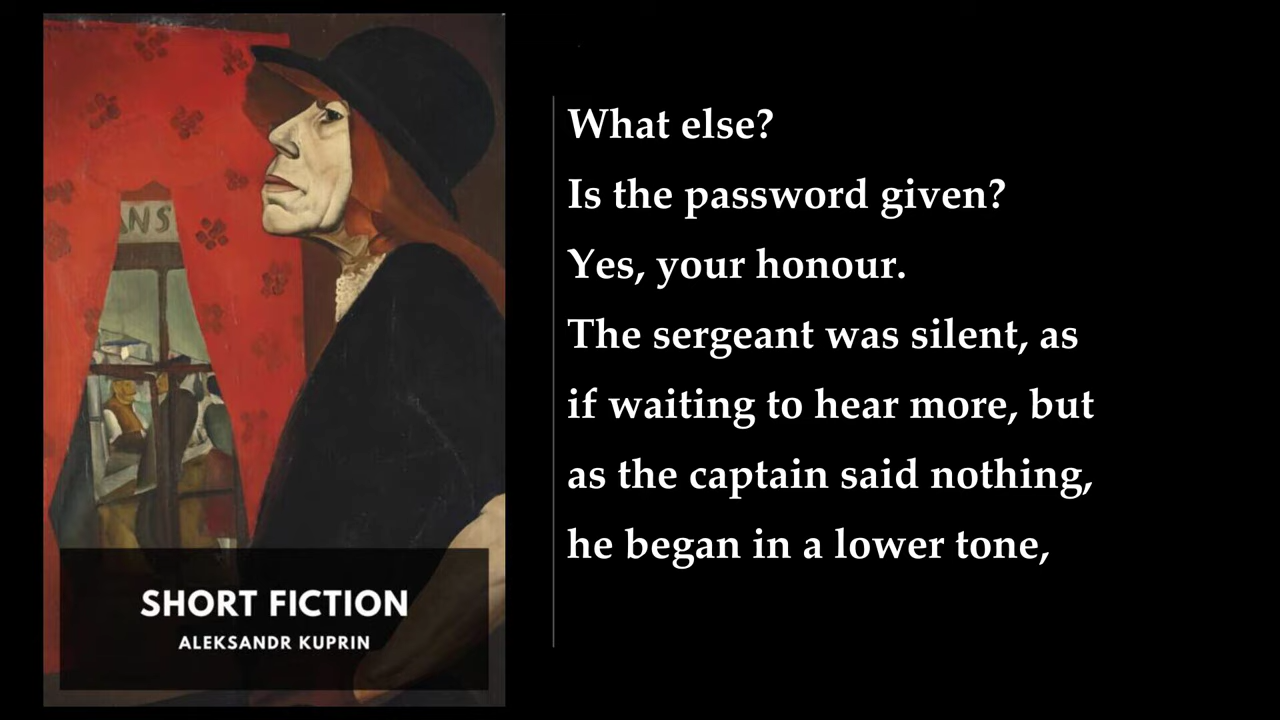 ANS
SHORT FICTION
ALEKSANDR KUPRIN
What else?
Is the password given?
Yes, your honour.
The sergeant was silent, as
if waiting to hear more, but
as the captain said nothing,
he began in a lower tone,